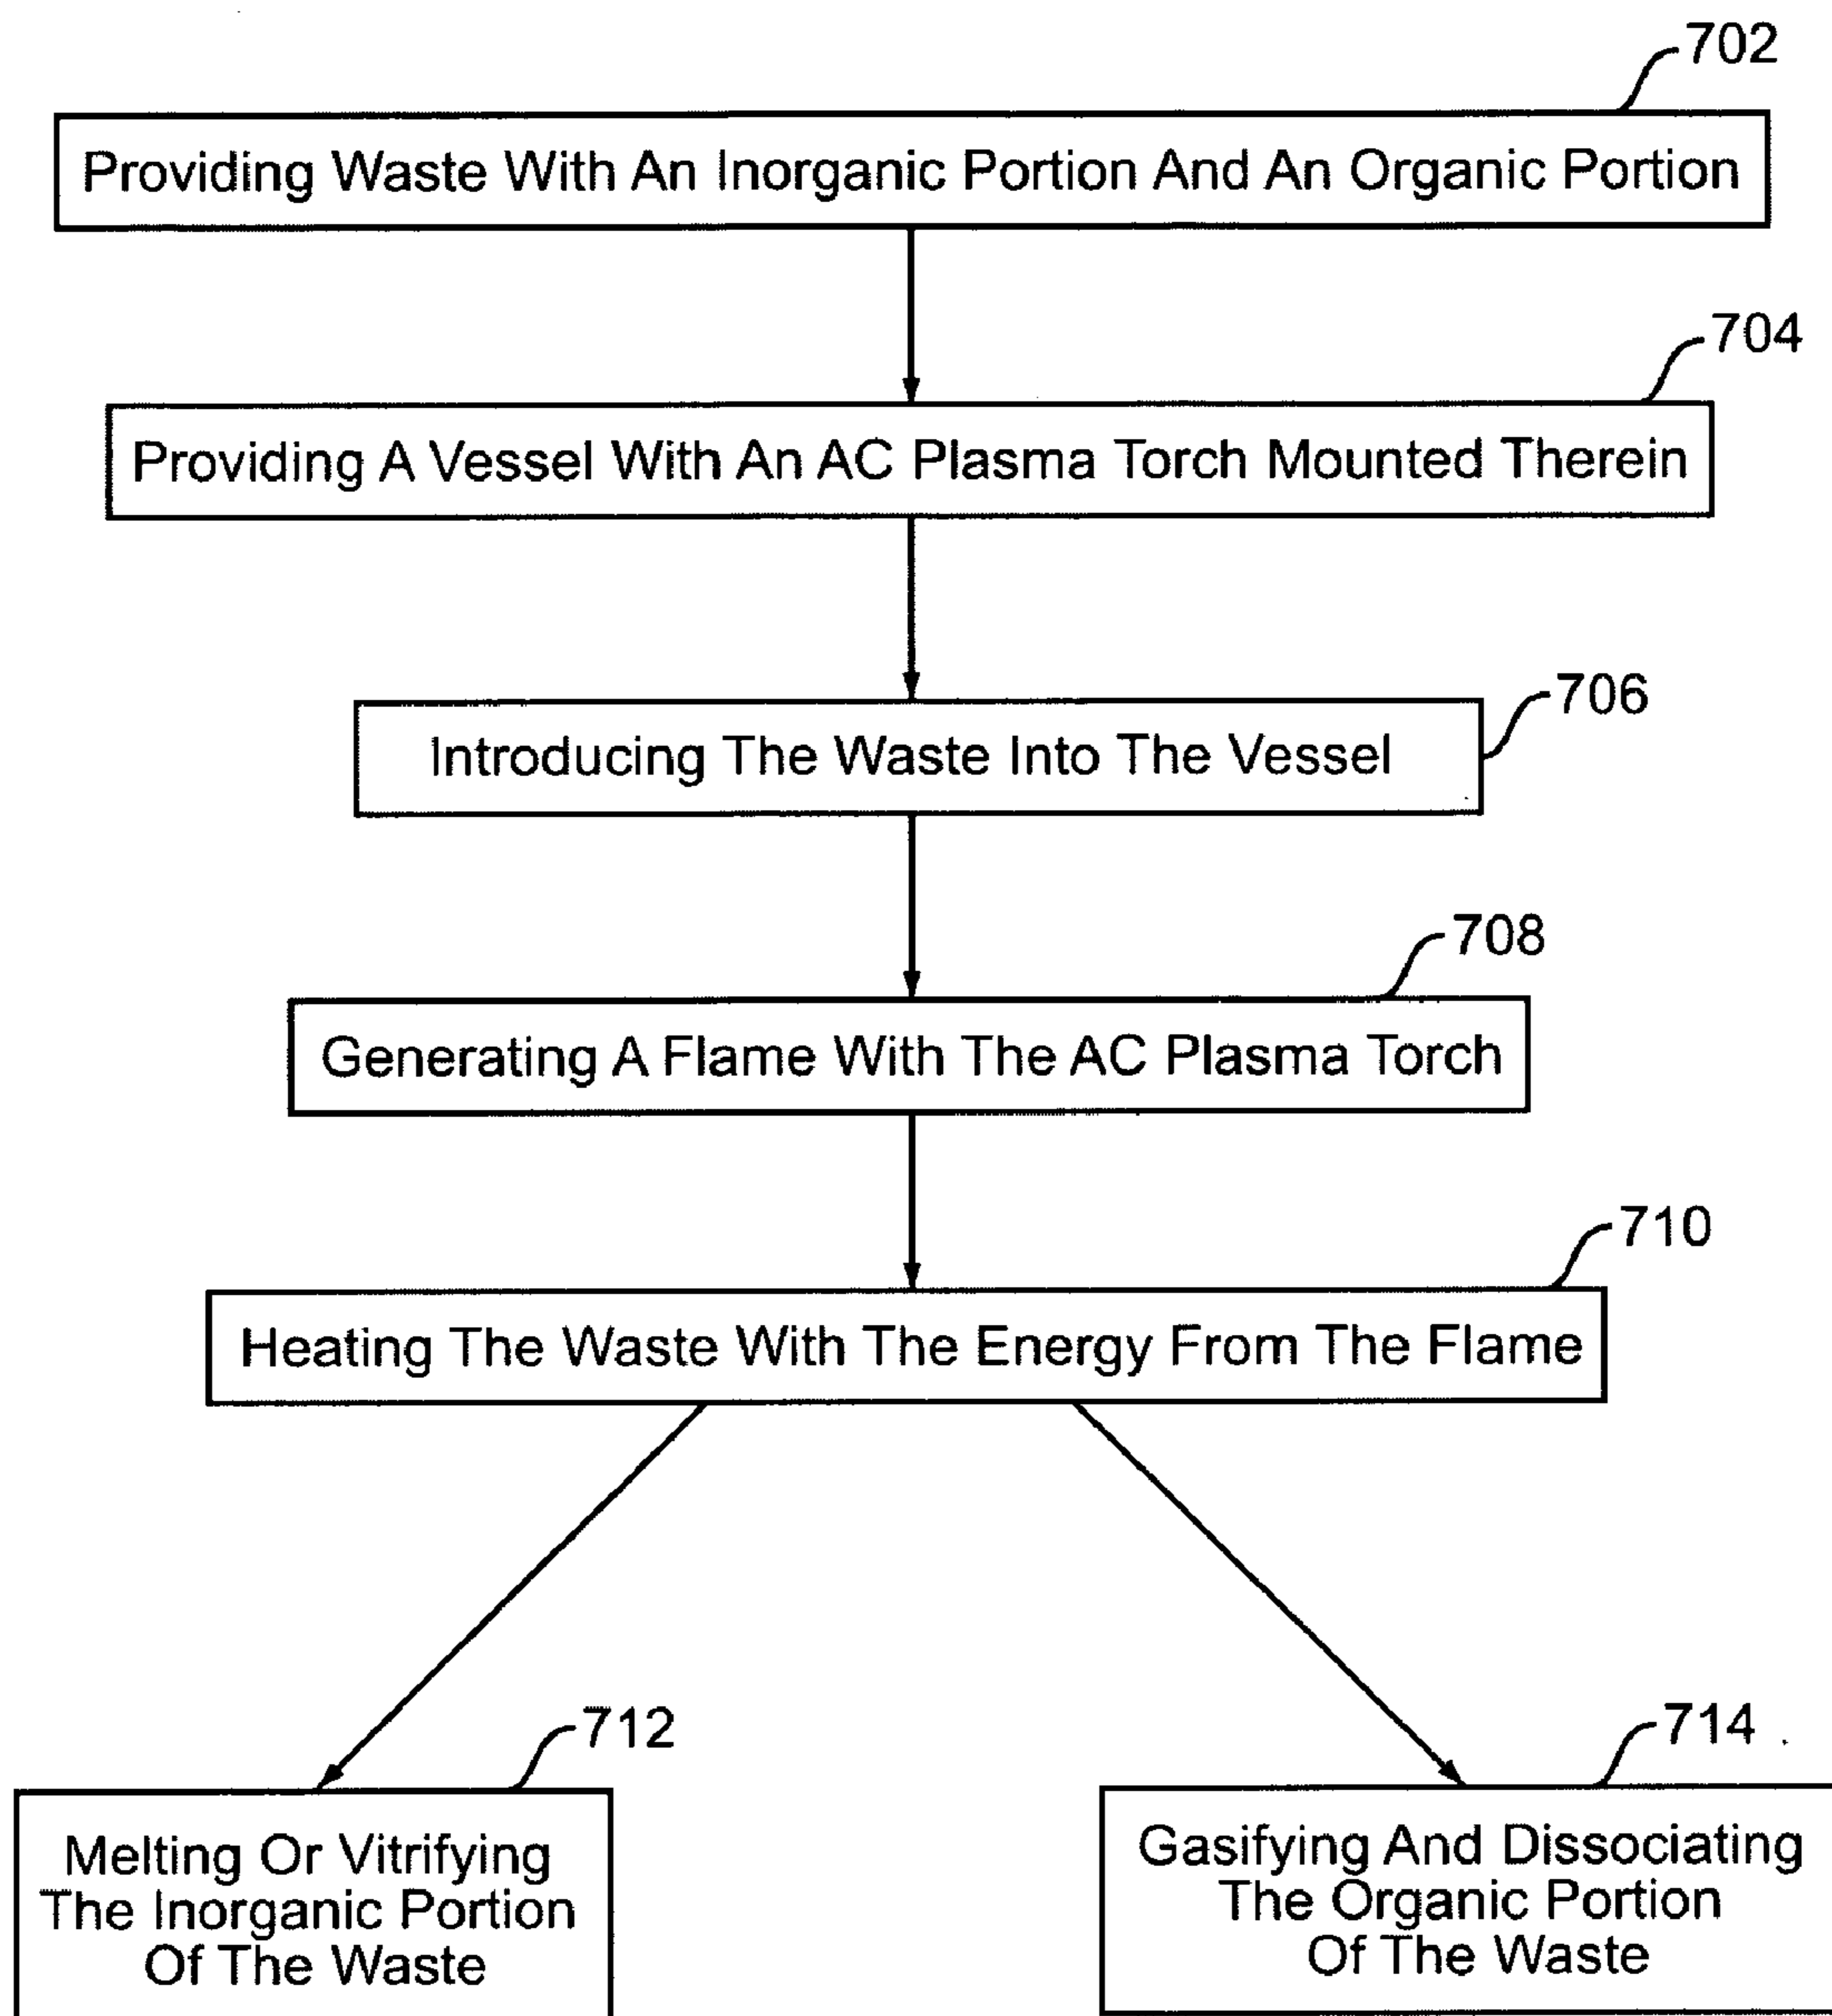 702
Providing Waste With An Inorganic Portion And An Organic Portion
704
Providing A Vessel With An AC Plasma Torch Mounted Therein
706
Introducing The Waste Into The Vessel
708
Generating A Flame With The AC Plasma Torch
710
Heating The Waste With The Energy From The Flame
712
Melting Or Vitrifying
The Inorganic Portion
Of The Waste
714
Gasifying And Dissociating
The Organic Portion
Of The Waste